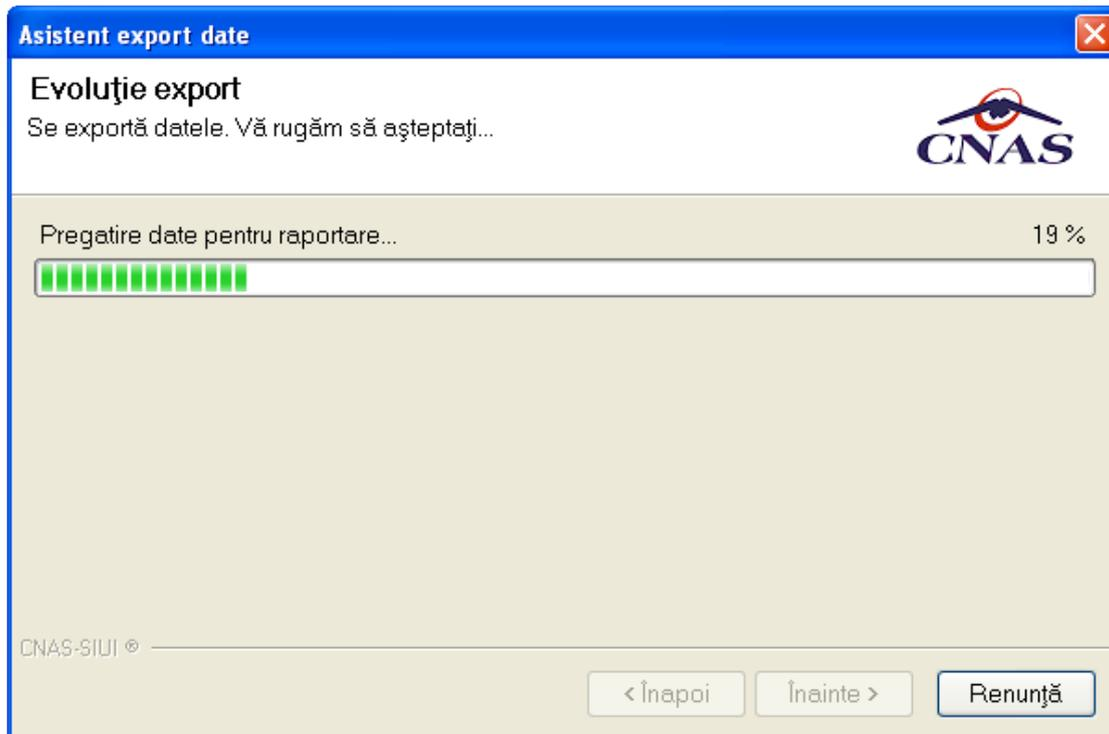 Asistent export date
Evoluţie export
Se exportă datele. Vă rugăm să aşteptaţi...
CNAS
Pregatire date pentru raportare...
19 %
CNAS-SIUI ®
< Înapoi
Înainte >
Renunţă